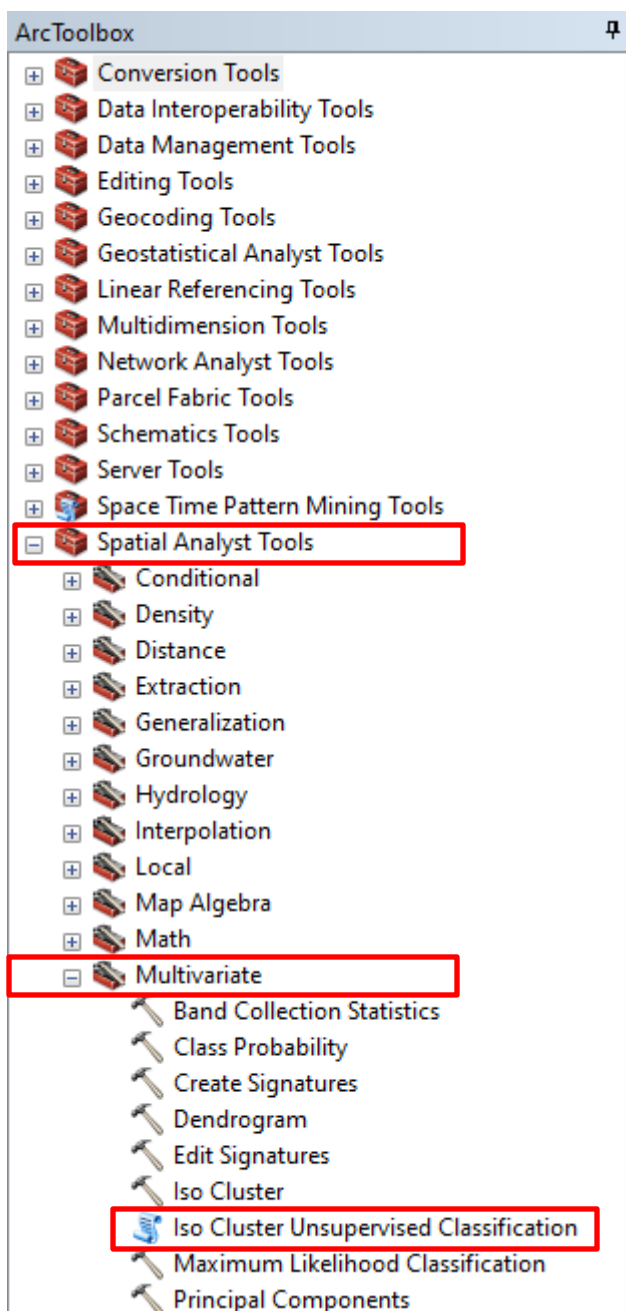 ArcToolbox
Conversion Tools
Data Interoperability Tools
Data Management Tools
Editing Tools
Geocoding Tools
Geostatistical Analyst Tools
Linear Referencing Tools
Multidimension Tools
Network Analyst Tools
Parcel Fabric Tools
Schematics Tools
Server Tools
Space Time Pattern Mining Tools
Spatial Analyst Tools
Conditional
Density
Distance
Extraction
Generalization
Groundwater
Hydrology
Interpolation
Local
Map Algebra
Math
Multivariate
Band Collection Statistics
Class Probability
Create Signatures
Dendrogram
Edit Signatures
Iso Cluster
Iso Cluster Unsupervised Classification
Maximum Likelihood Classification
Principal Components